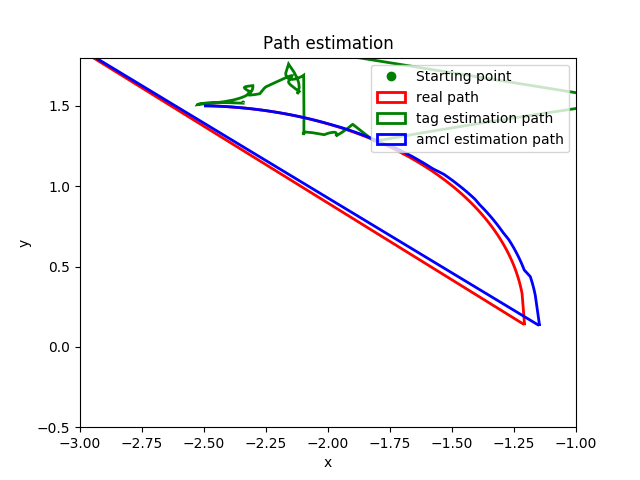 Path estimation
Starting point
real path
tag estimation path
amcl estimation path
y
1.5
1.0
0.5
0.0
−0.5
−3.00 −2.75 −2.50 −2.25 −2.00 −1.75 −1.50 −1.25 −1.00
x